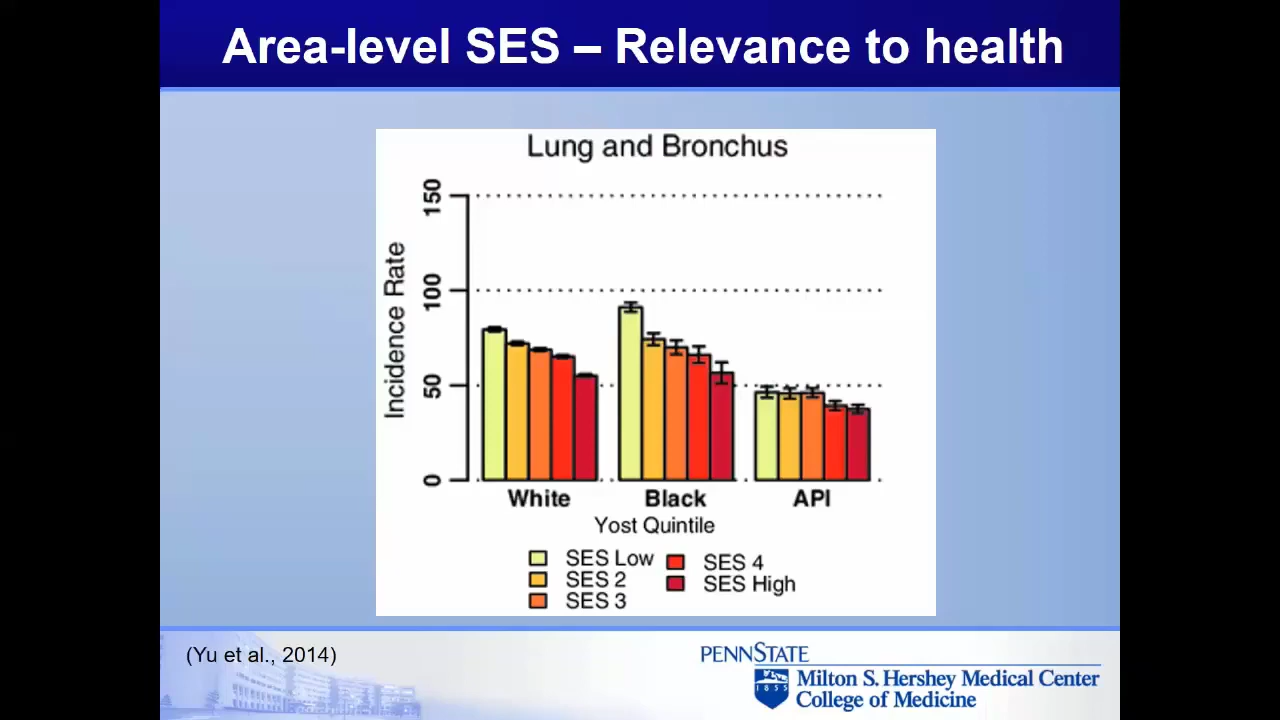 Area-level SES – Relevance to health
Lung and Bronchus
Incidence Rate
150
100
50
0
White Black API
Yost Quintile
SES Low
SES 2
SES 3
SES 4
SES High
(Yu et al., 2014)
PENNSTATE
1855
Milton S. Hershey Medical Center
College of Medicine